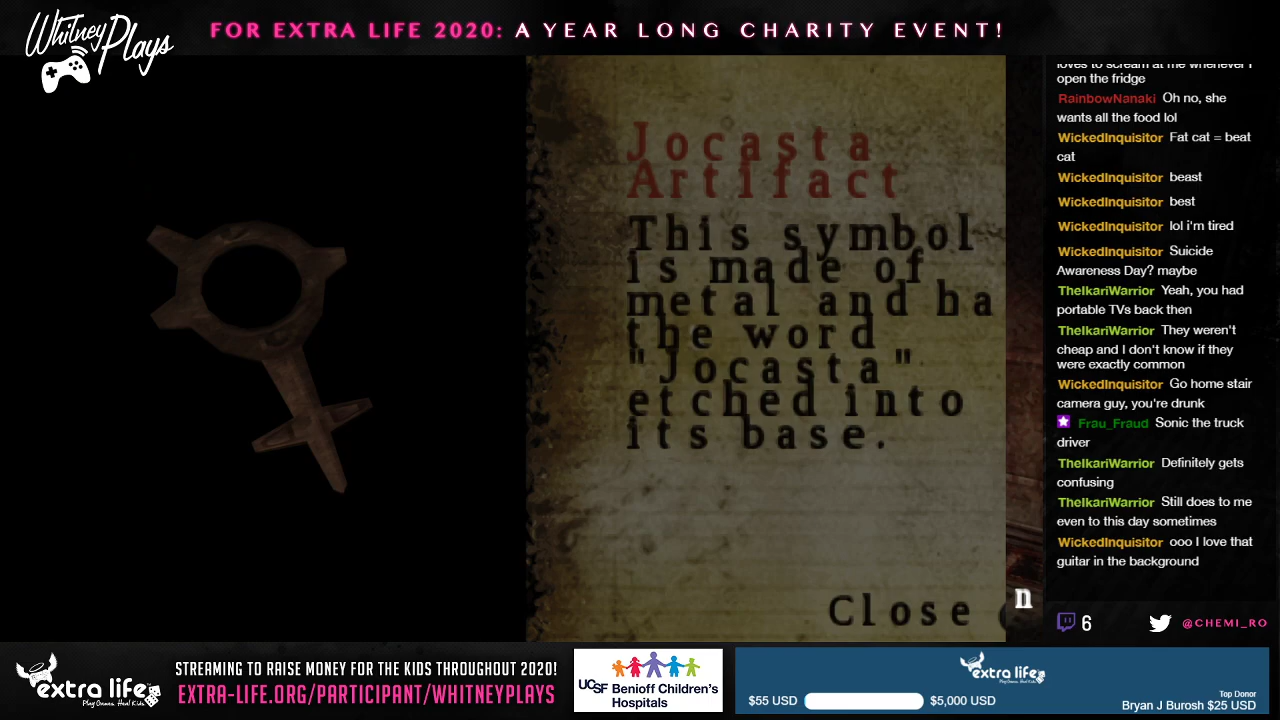 Whitney Plays
FOR EXTRA LIFE 2020: A YEAR LONG CHARITY EVENT!
Jocasta
Artifact
This symbol
is made of
metal and ha
the word
"Jocasta"
etched into
its base.
Close
n
loves to scream at me whenever I
open the fridge
RainbowNanaki Oh no, she
wants all the food lol
WickedInquisitor Fat cat = beat
cat
WickedInquisitor beast
WickedInquisitor best
WickedInquisitor lol i'm tired
WickedInquisitor Suicide
Awareness Day? maybe
TheIkariWarrior Yeah, you had
portable TVs back then
TheIkariWarrior They weren't
cheap and I don't know if they
were exactly common
WickedInquisitor Go home stair
camera guy, you're drunk
Frau_Fraud Sonic the truck
driver
TheIkariWarrior Definitely gets
confusing
TheIkariWarrior Still does to me
even to this day sometimes
WickedInquisitor ooo I love that
guitar in the background
6
@CHEMI_RO
extra life
Play Games. Heal Kids.
STREAMING TO RAISE MONEY FOR THE KIDS THROUGHOUT 2020!
EXTRA-LIFE.ORG/PARTICIPANT/WHITNEYPLAYS
UCSF Benioff Children's
Hospitals
extra life
Play Games. Heal Kids.
$55 USD
$5,000 USD
Top Donor
Bryan J Burosh $25 USD